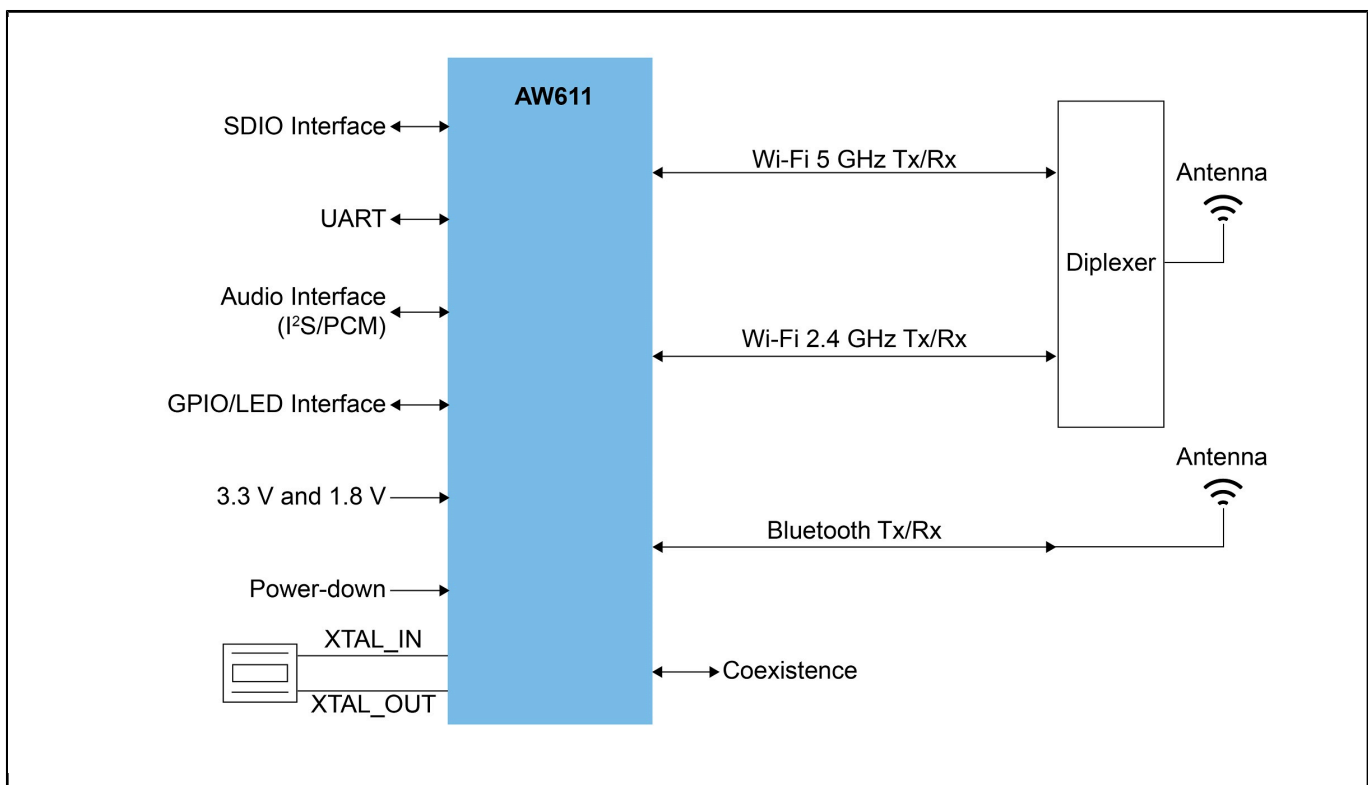 AW611
SDIO Interface
UART
Audio Interface
(I²S/PCM)
GPIO/LED Interface
3.3 V and 1.8 V
Power-down
XTAL_IN
XTAL_OUT
Wi-Fi 5 GHz Tx/Rx
Wi-Fi 2.4 GHz Tx/Rx
Bluetooth Tx/Rx
Coexistence
Diplexer
Antenna
Antenna